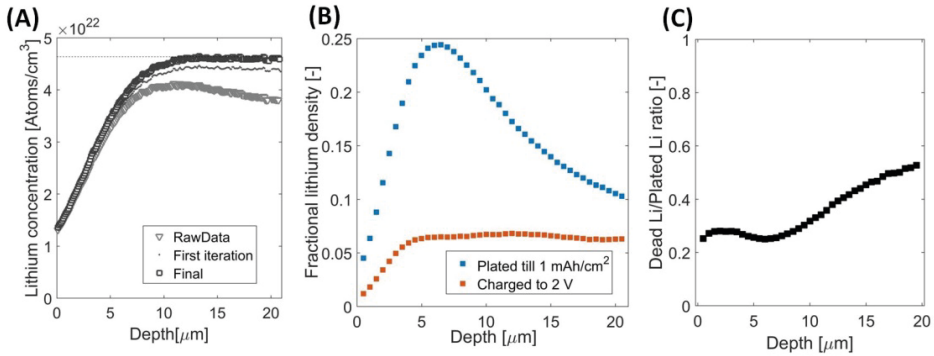 (A)
×10²²
Lithium concentration [Atoms/cm³]
5
4
3
2
1
0
0
5
10
15
20
Depth[μm]
RawData
First iteration
Final
(B)
Fractional lithium density [-]
0.25
0.20
0.15
0.10
0.05
0
0
5
10
15
20
Depth [μm]
Plated till 1 mAh/cm²
Charged to 2 V
(C)
Dead Li/Plated Li ratio [-]
1
0.8
0.6
0.4
0.2
0
0
5
10
15
20
Depth [μm]